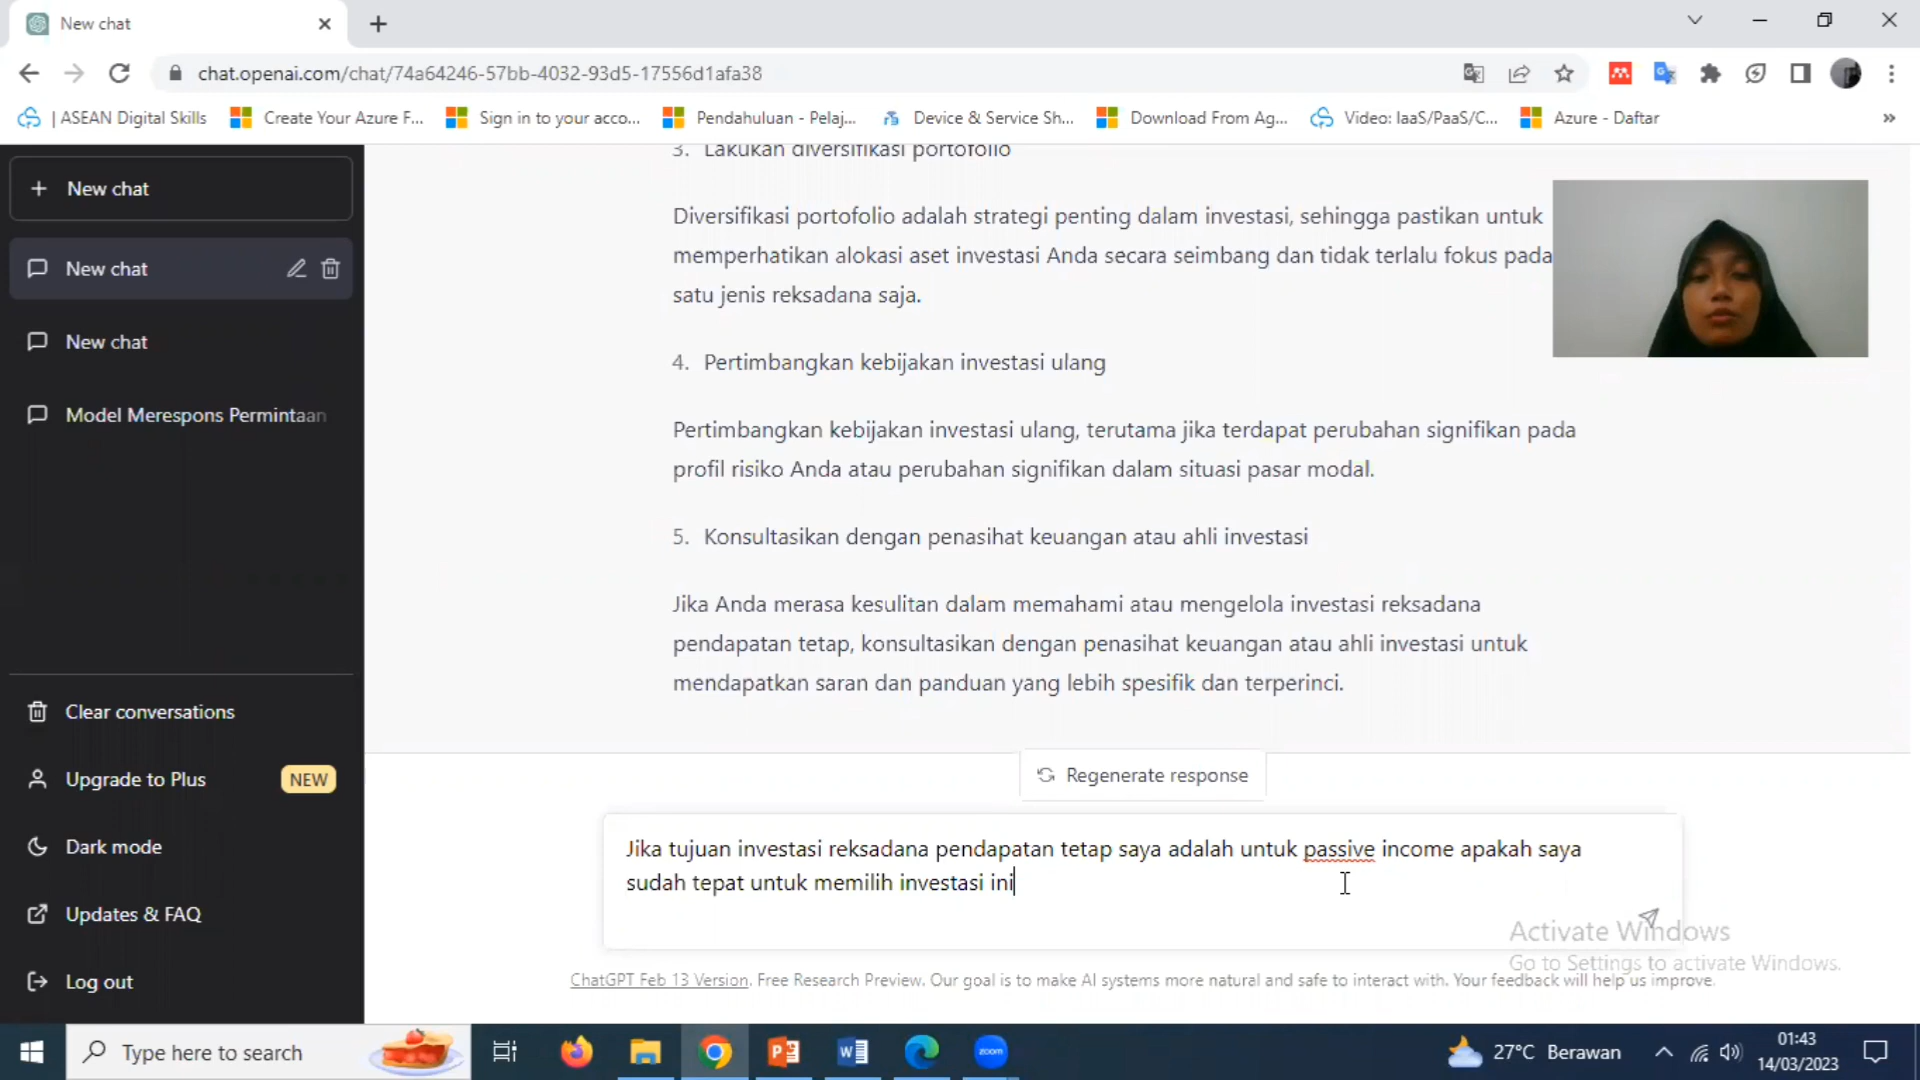 New chat
chat.openai.com/chat/74a64246-57bb-4032-93d5-17556d1afa38
| ASEAN Digital Skills
Create Your Azure F...
Sign in to your acco...
Pendahuluan - Pelaj...
Device & Service Sh...
Download From Ag...
Video: IaaS/PaaS/C...
Azure - Daftar
»
New chat
New chat
New chat
Model Merespons Permintaan
Clear conversations
Upgrade to Plus
NEW
Dark mode
Updates & FAQ
Log out
3. Lakukan diversifikasi portofolio
Diversifikasi portofolio adalah strategi penting dalam investasi, sehingga pastikan untuk
memperhatikan alokasi aset investasi Anda secara seimbang dan tidak terlalu fokus pada
satu jenis reksadana saja.
4. Pertimbangkan kebijakan investasi ulang
Pertimbangkan kebijakan investasi ulang, terutama jika terdapat perubahan signifikan pada
profil risiko Anda atau perubahan signifikan dalam situasi pasar modal.
5. Konsultasikan dengan penasihat keuangan atau ahli investasi
Jika Anda merasa kesulitan dalam memahami atau mengelola investasi reksadana
pendapatan tetap, konsultasikan dengan penasihat keuangan atau ahli investasi untuk
mendapatkan saran dan panduan yang lebih spesifik dan terperinci.
Regenerate response
Jika tujuan investasi reksadana pendapatan tetap saya adalah untuk passive income apakah saya
sudah tepat untuk memilih investasi ini
Activate Windows
Go to Settings to activate Windows.
ChatGPT Feb 13 Version. Free Research Preview. Our goal is to make AI systems more natural and safe to interact with. Your feedback will help us improve.
Type here to search
zoom
27°C Berawan
01:43
14/03/2023